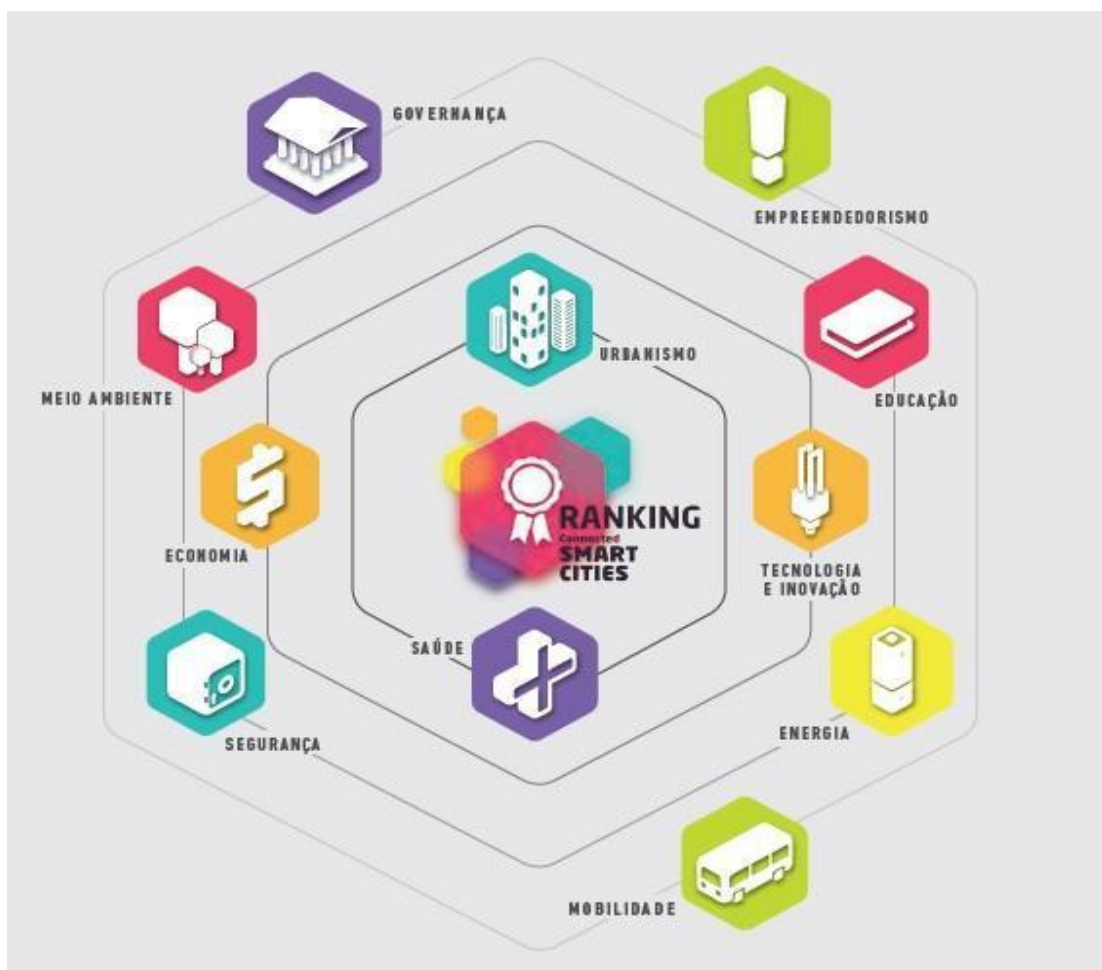 GOVERNANÇA
EMPREENDEDORISMO
URBANISMO
MEIO AMBIENTE
EDUCAÇÃO
RANKING
Connected
SMART
CITIES
ECONOMIA
TECNOLOGIA
E INOVAÇÃO
SAÚDE
SEGURANÇA
ENERGIA
MOBILIDADE